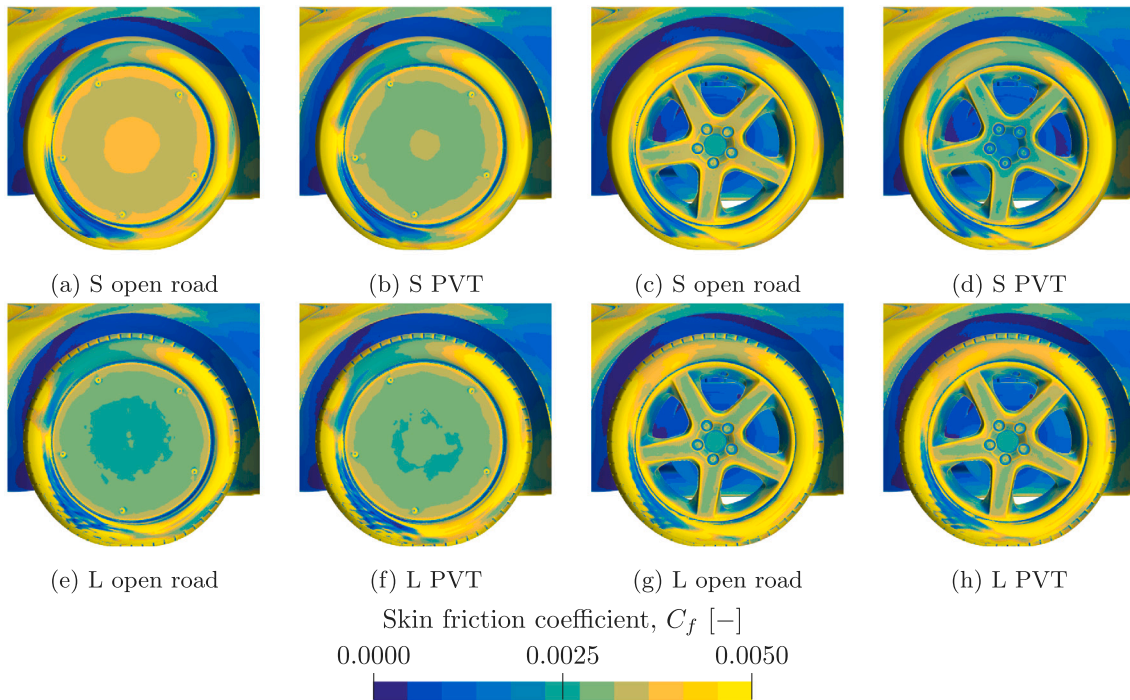 (a) S open road
(b) S PVT
(c) S open road
(d) S PVT
(e) L open road
(f) L PVT
(g) L open road
(h) L PVT
Skin friction coefficient, C_f [−]
0.0000 0.0025 0.0050